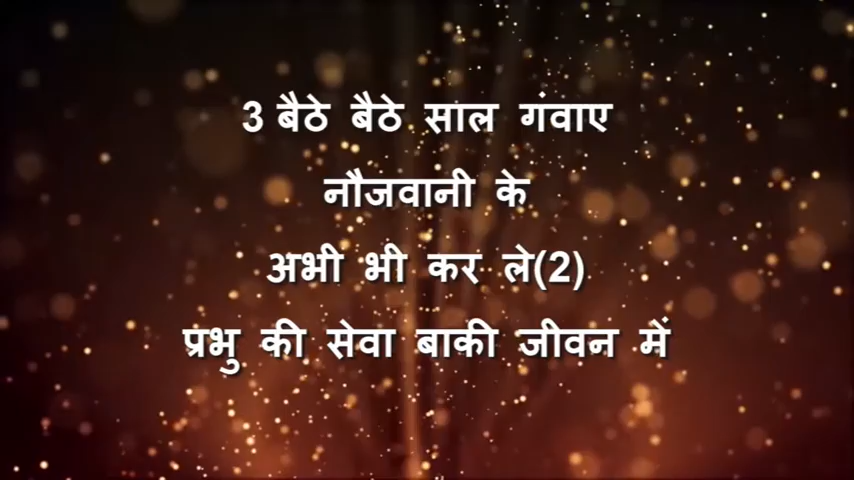 3 बैठे बैठे साल गंवाए
नौजवानी के
अभी भी कर ले(2)
प्रभु की सेवा बाकी जीवन में